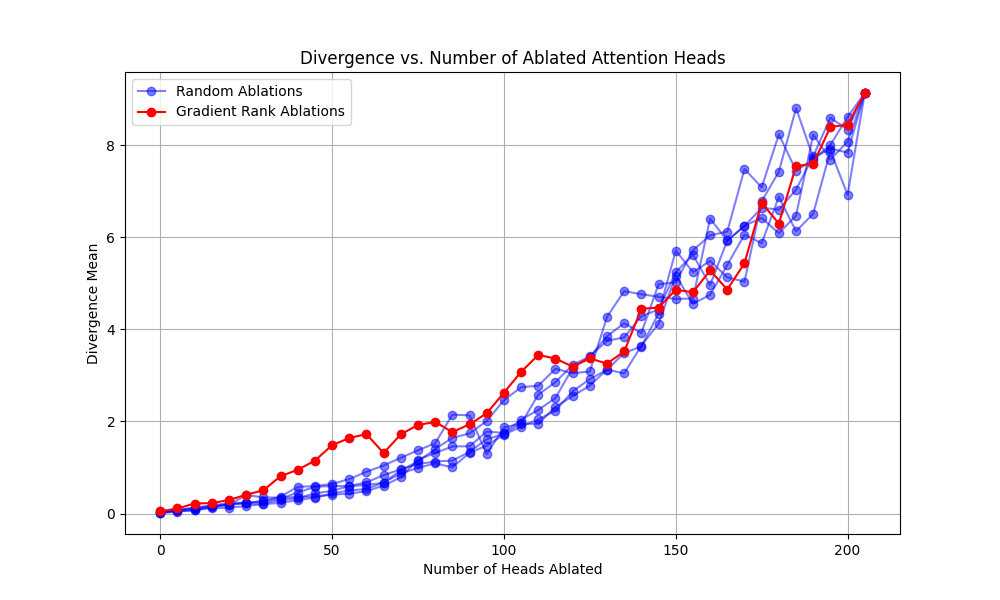 Divergence vs. Number of Ablated Attention Heads
Random Ablations
Gradient Rank Ablations
8
6
4
2
0
Divergence Mean
0 50 100 150 200
Number of Heads Ablated